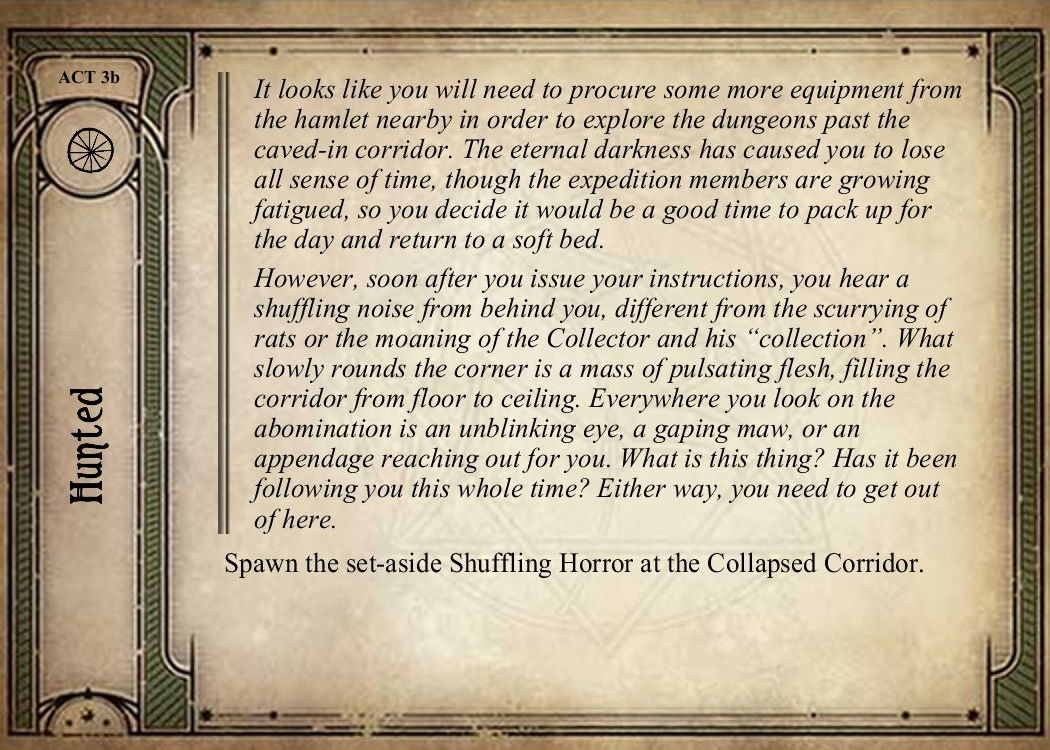 ACT 3b
Hunted
It looks like you will need to procure some more equipment from
the hamlet nearby in order to explore the dungeons past the
caved-in corridor. The eternal darkness has caused you to lose
all sense of time, though the expedition members are growing
fatigued, so you decide it would be a good time to pack up for
the day and return to a soft bed.
However, soon after you issue your instructions, you hear a
shuffling noise from behind you, different from the scurrying of
rats or the moaning of the Collector and his “collection”. What
slowly rounds the corner is a mass of pulsating flesh, filling the
corridor from floor to ceiling. Everywhere you look on the
abomination is an unblinking eye, a gaping maw, or an
appendage reaching out for you. What is this thing? Has it been
following you this whole time? Either way, you need to get out
of here.
Spawn the set-aside Shuffling Horror at the Collapsed Corridor.